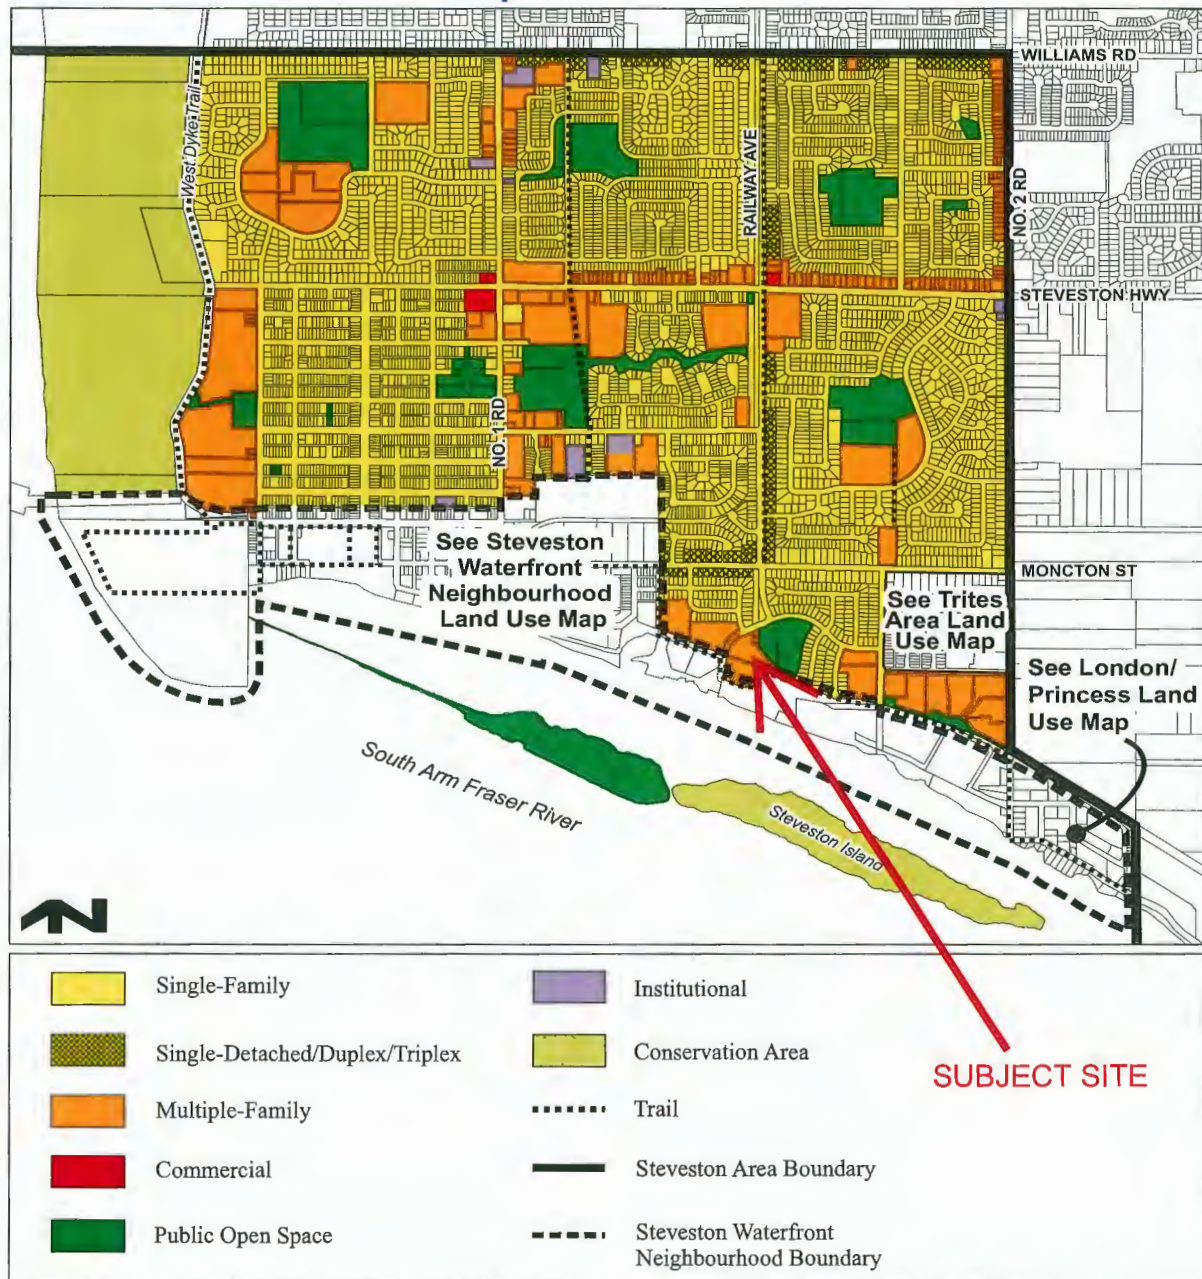 WILLIAMS RD
West Dyke Trail
RAILWAY AVE
NO. 2 RD
STEVESTON HWY
NO. 1 RD
See Steveston
Waterfront
Neighbourhood
Land Use Map
MONCTON ST
See Trites
Area Land
Use Map
See London/
Princess Land
Use Map
South Arm Fraser River
Steveston Island
N
Single-Family
Institutional
Single-Detached/Duplex/Triplex
Conservation Area
SUBJECT SITE
Multiple-Family
Trail
Commercial
Steveston Area Boundary
Public Open Space
Steveston Waterfront
Neighbourhood Boundary